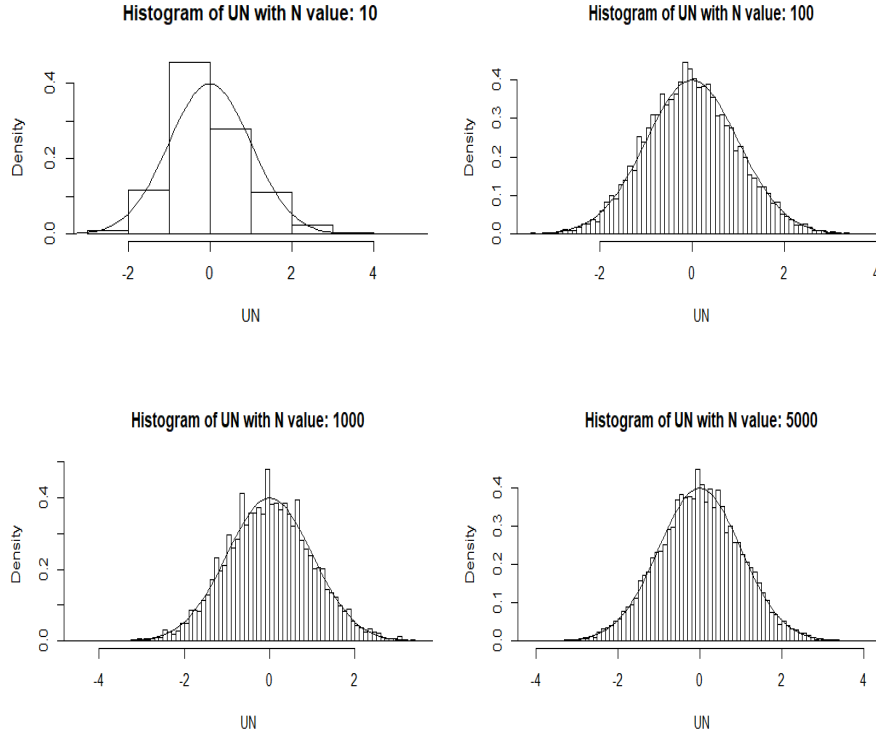 Histogram of UN with N value: 10
Density
0.0 0.2 0.4
-2 0 2 4
UN
Histogram of UN with N value: 100
Density
0.0 0.1 0.2 0.3 0.4
-2 0 2 4
UN
Histogram of UN with N value: 1000
Density
0.0 0.2 0.4
-4 -2 0 2
UN
Histogram of UN with N value: 5000
Density
0.0 0.1 0.2 0.3 0.4
-4 -2 0 2 4
UN